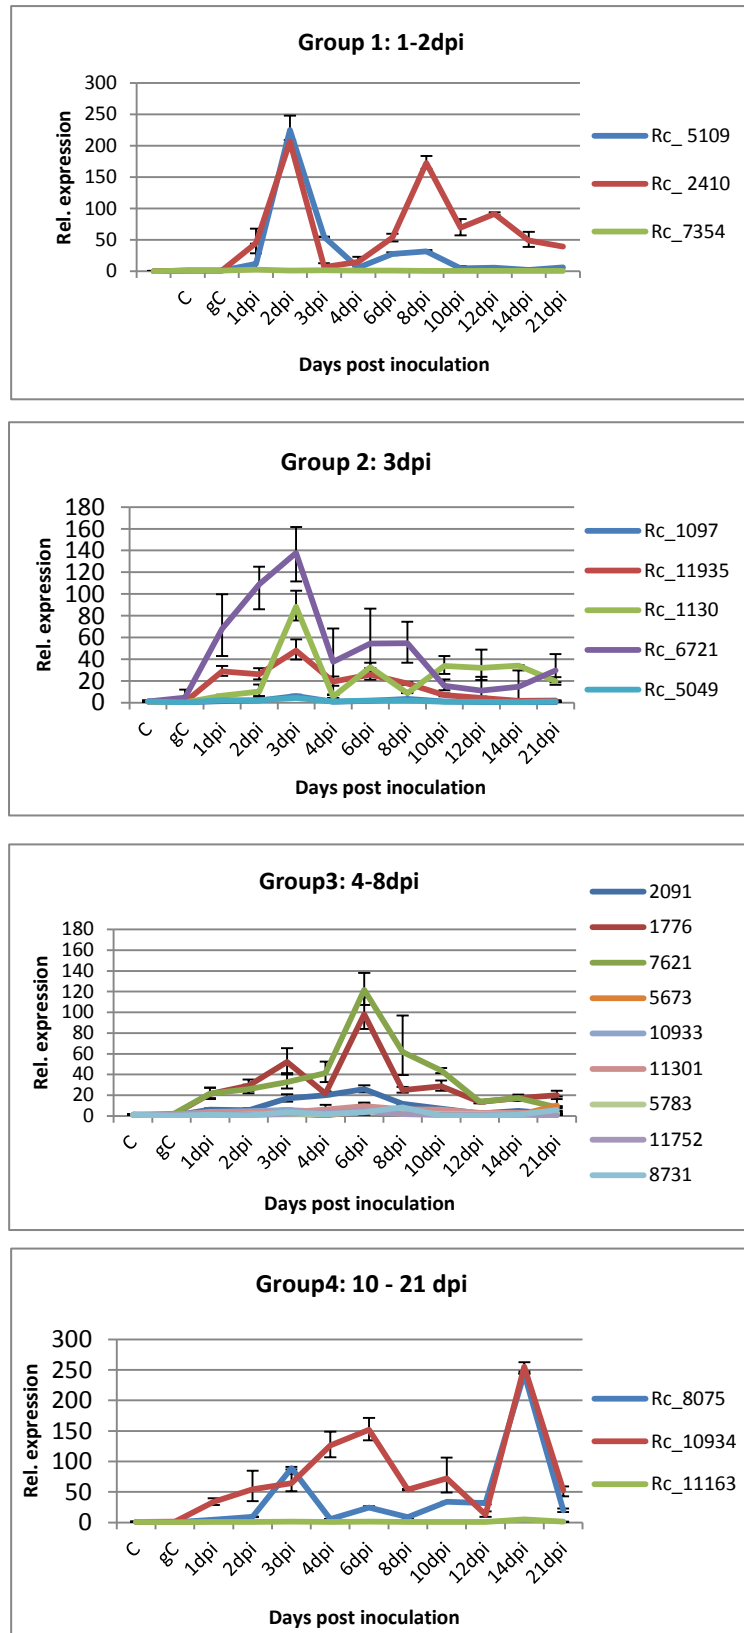 Group 1: 1-2dpi
300
250
200
150
100
50
0
Rel. expression
C
gC
1dpi
2dpi
3dpi
4dpi
6dpi
8dpi
10dpi
12dpi
14dpi
21dpi
Days post inoculation
Rc_ 5109
Rc_ 2410
Rc_7354
Group 2: 3dpi
180
160
140
120
100
80
60
40
20
0
Rel. expression
C
gC
1dpi
2dpi
3dpi
4dpi
6dpi
8dpi
10dpi
12dpi
14dpi
21dpi
Days post inoculation
Rc_1097
Rc_11935
Rc_1130
Rc_6721
Rc_5049
Group3: 4-8dpi
180
160
140
120
100
80
60
40
20
0
Rel. expression
C
gC
1dpi
2dpi
3dpi
4dpi
6dpi
8dpi
10dpi
12dpi
14dpi
21dpi
Days post inoculation
2091
1776
7621
5673
10933
11301
5783
11752
8731
Group4: 10 - 21 dpi
300
250
200
150
100
50
0
Rel. expression
C
gC
1dpi
2dpi
3dpi
4dpi
6dpi
8dpi
10dpi
12dpi
14dpi
21dpi
Days post inoculation
Rc_8075
Rc_10934
Rc_11163